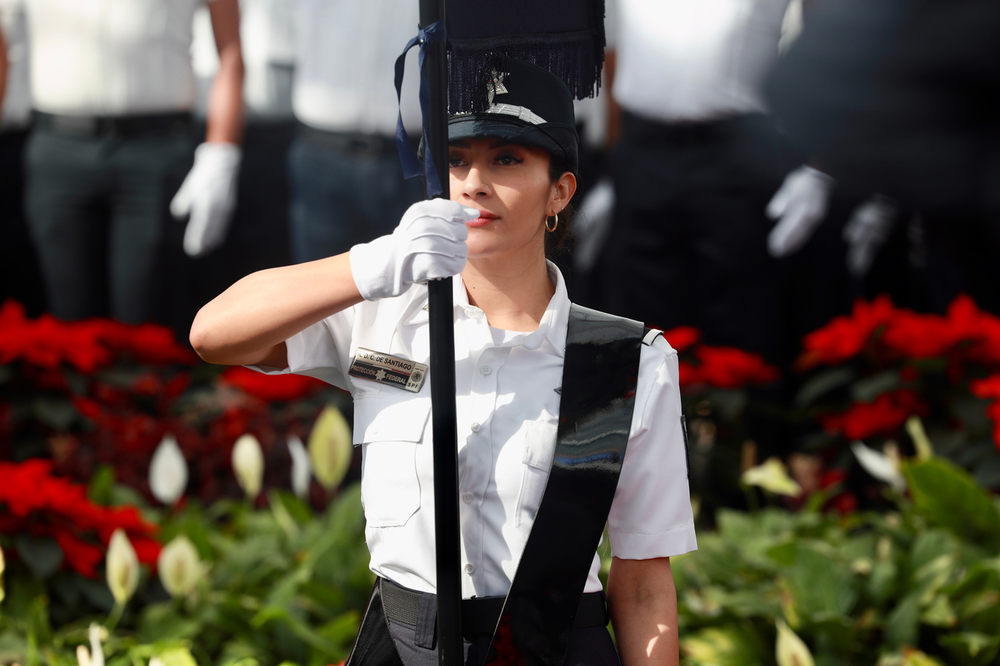 R. D. C. DE SANTIAGO
PROTECCIÓN FEDERAL
SPF